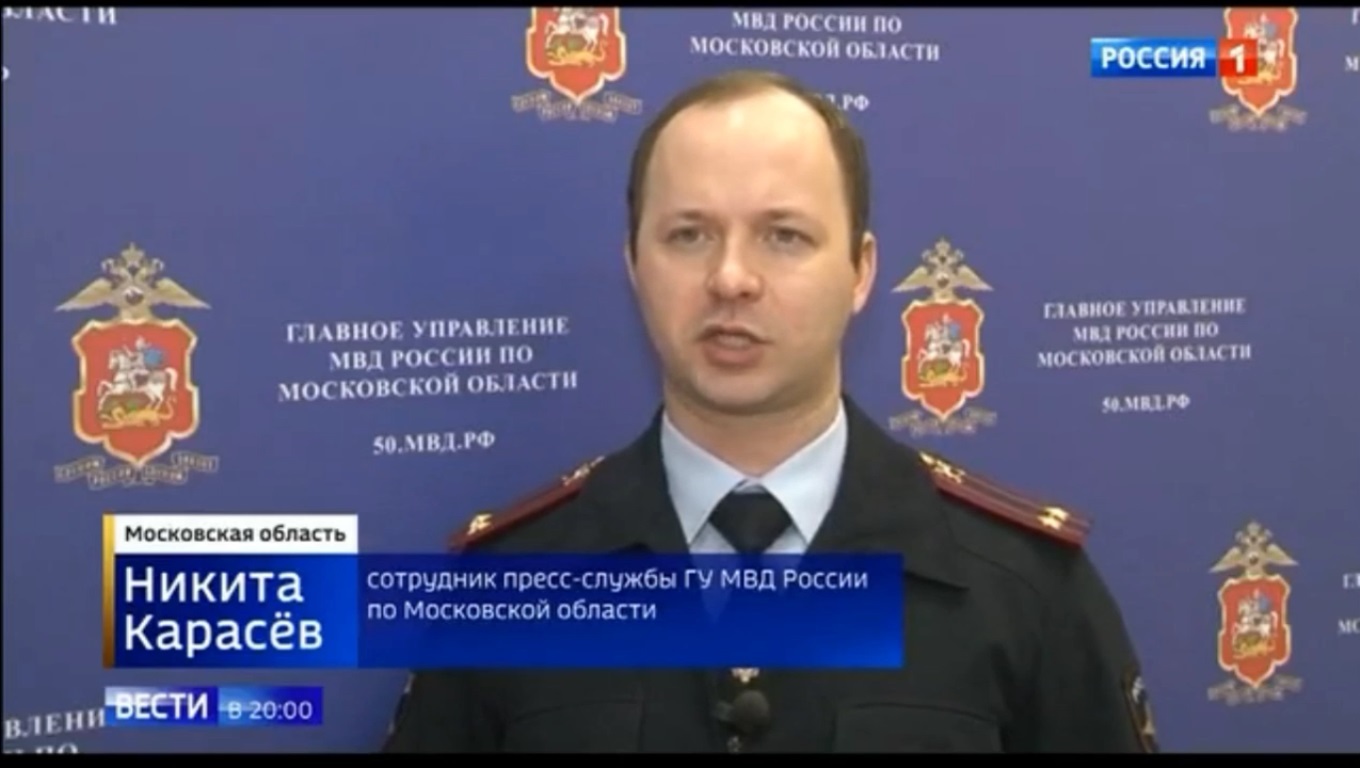 ЛАСТИ
МВД РОССИИ ПО
МОСКОВСКОЙ ОБЛАСТИ
РОССИЯ 1
ГЛАВНОЕ УПРАВЛЕНИЕ
МВД РОССИИ ПО
МОСКОВСКОЙ ОБЛАСТИ
50.МВД.РФ
ГЛАВНОЕ УПРАВЛЕНИЕ
МВД РОССИИ ПО
МОСКОВСКОЙ ОБЛАСТИ
50.МВД.РФ
Московская область
Никита
Карасёв
сотрудник пресс-службы ГУ МВД России
по Московской области
ВЕСТИ В 20:00